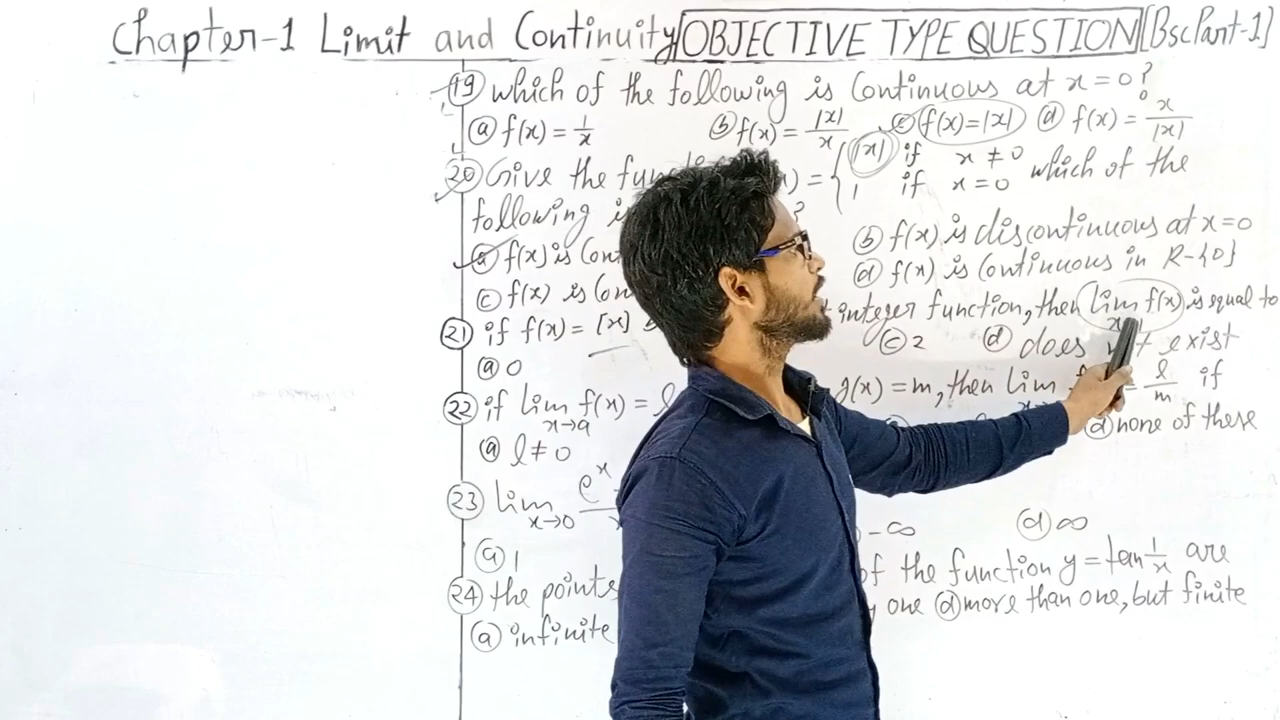 Chapter-1 Limit and Continuity OBJECTIVE TYPE QUESTION [Bsc Part-1]
19 which of the following is Continuous at x=0?
(a) f(x) = 1/x (b) f(x) = |x|/x (c) f(x)=|x| (d) f(x) = x/|x|
20 Give the ) = { |x| if x ≠ 0 which of the
1 if x = 0
following ?
f(x) is (b) f(x) is discontinuous at x=0
(c) f(x) is (d) f(x) is Continuous in R-{0}
21 if f(x) = [x] integer function, then lim f(x) is equal to
(a) 0 (c) 2 (d) does exist
22 if lim x→a f(x) = g(x) = m, then lim = l/m if
(a) l ≠ 0 (d) none of these
23 lim x→0 e^x
(a) 1 -∞ (d) ∞
24 the points of the function y = tan 1/x are
(a) infinite one (d) more than one, but finite